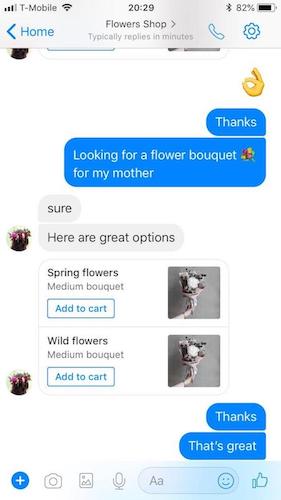 T-Mobile 20:29 82%
Home
Flowers Shop >
Typically replies in minutes
👌
Thanks
Looking for a flower bouquet 💐
for my mother
sure
Here are great options
Spring flowers
Medium bouquet
Add to cart
Wild flowers
Medium bouquet
Add to cart
Thanks
That's great
Aa